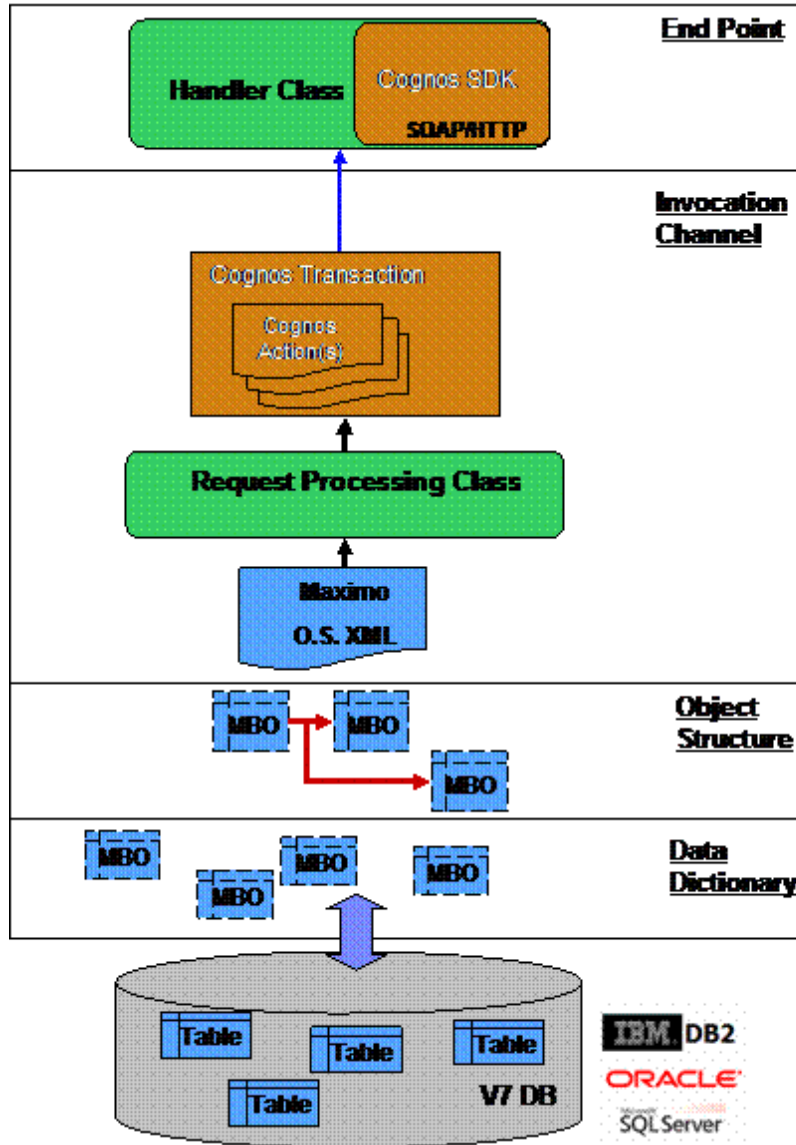 End Point
Handler Class
Cognos SDK
SOAP/HTTP
Invocation
Channel
Cognos Transaction
Cognos
Action(s)
Request Processing Class
Maximo
O.S. XML
Object
Structure
MBO
MBO
MBO
Data
Dictionary
MBO
MBO
MBO
MBO
Table
Table
Table
Table
V7 DB
IBM DB2
ORACLE
Microsoft
SQL Server